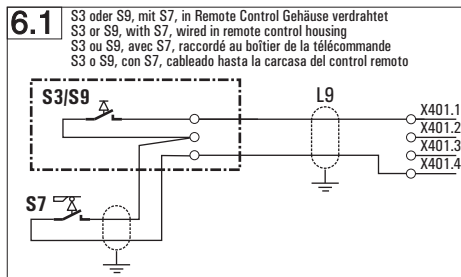 6.1
S3 oder S9, mit S7, in Remote Control Gehäuse verdrahtet
S3 or S9, with S7, wired in remote control housing
S3 ou S9, avec S7, raccordé au boîtier de la télécommande
S3 o S9, con S7, cableado hasta la carcasa del control remoto
S3/S9
L9
X401.1
X401.2
X401.3
X401.4
S7